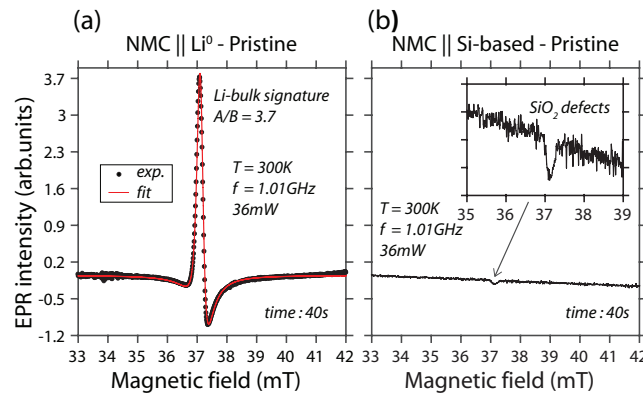 (a)
NMC || Li⁰ - Pristine
EPR intensity (arb.units)
3.7
3
2.3
1.6
0.9
0.2
-0.5
-1.2
Li-bulk signature
A/B = 3.7
exp.
fit
T = 300K
f = 1.01GHz
36mW
time : 40s
33 34 35 36 37 38 39 40 41 42
Magnetic field (mT)
(b)
NMC || Si-based - Pristine
SiO₂ defects
35 36 37 38 39
T = 300K
f = 1.01GHz
36mW
time : 40s
33 34 35 36 37 38 39 40 41 42
Magnetic field (mT)